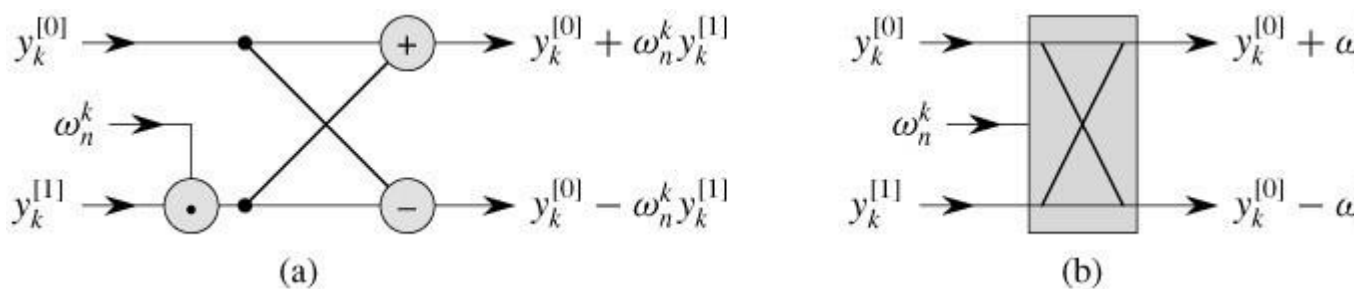 y_k^{[0]} + y_k^{[0]} + ω_n^k y_k^{[1]}
ω_n^k
y_k^{[1]} · − y_k^{[0]} − ω_n^k y_k^{[1]}
(a)
y_k^{[0]} y_k^{[0]} + ω
ω_n^k
y_k^{[1]} y_k^{[0]} − ω
(b)